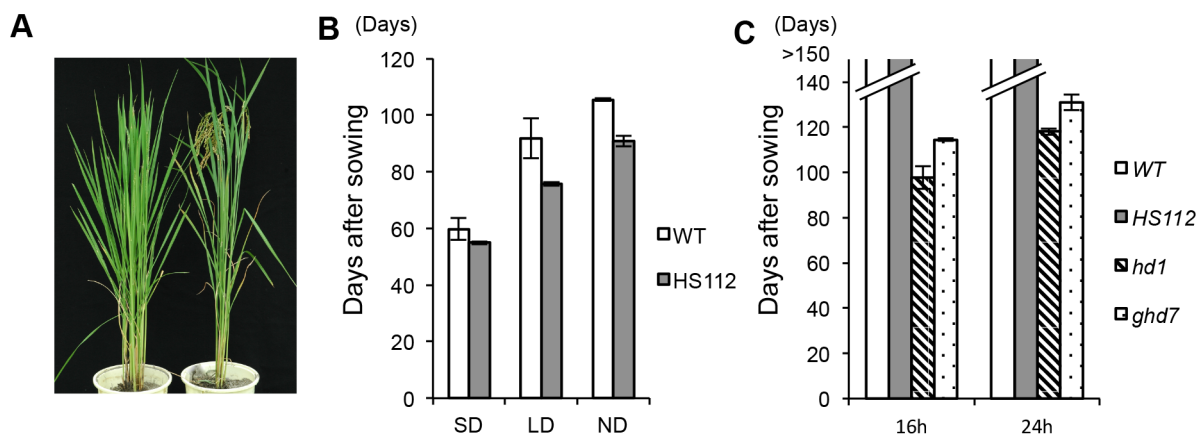 A
B
(Days)
120
100
80
60
40
20
0
Days after sowing
SD
LD
ND
WT
HS112
C
(Days)
>150
140
120
100
80
60
40
20
0
Days after sowing
16h
24h
WT
HS112
hd1
ghd7